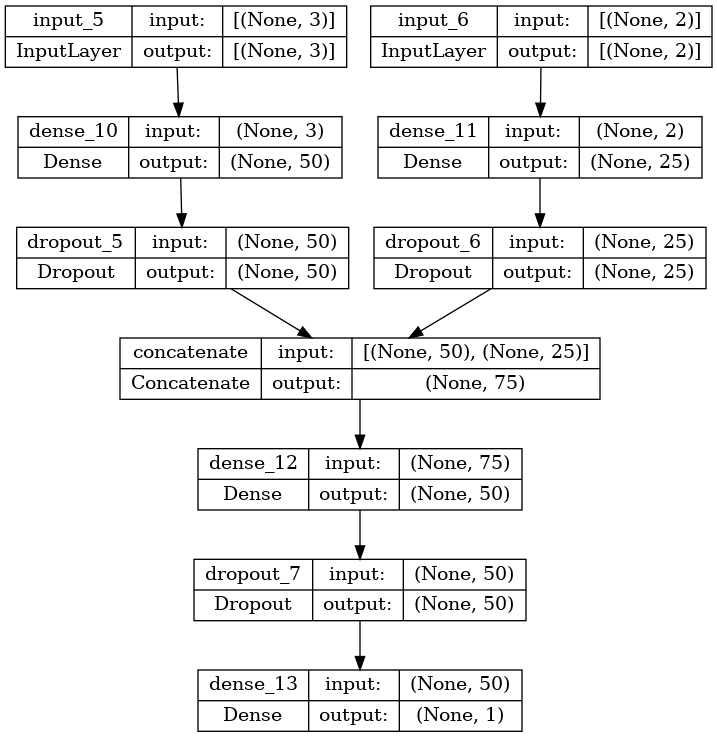 input_5 input: [(None, 3)]
InputLayer output: [(None, 3)]
input_6 input: [(None, 2)]
InputLayer output: [(None, 2)]
dense_10 input: (None, 3)
Dense output: (None, 50)
dense_11 input: (None, 2)
Dense output: (None, 25)
dropout_5 input: (None, 50)
Dropout output: (None, 50)
dropout_6 input: (None, 25)
Dropout output: (None, 25)
concatenate input: [(None, 50), (None, 25)]
Concatenate output: (None, 75)
dense_12 input: (None, 75)
Dense output: (None, 50)
dropout_7 input: (None, 50)
Dropout output: (None, 50)
dense_13 input: (None, 50)
Dense output: (None, 1)